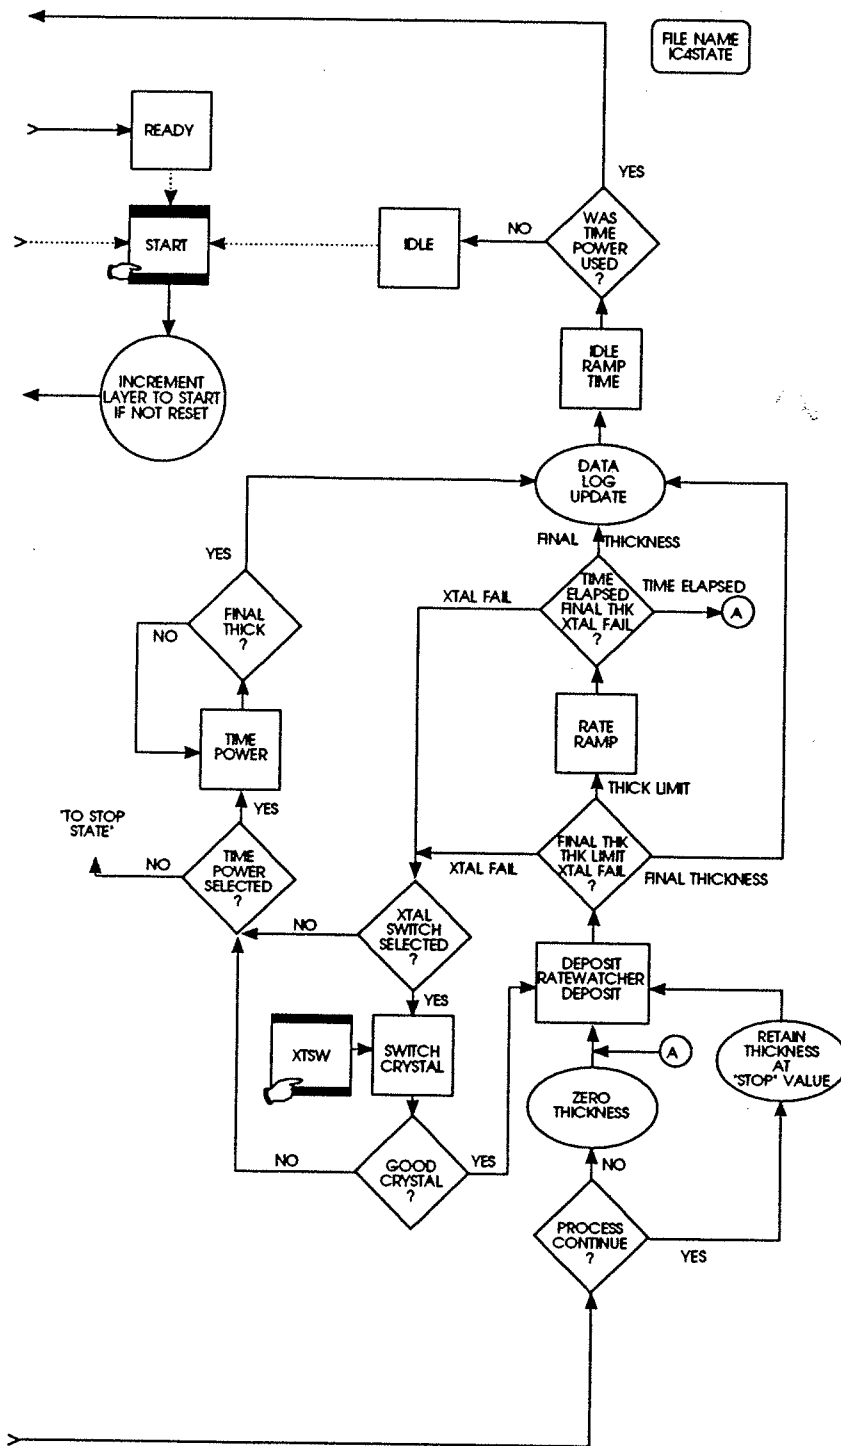 FILE NAME
IC4STATE
READY
YES
START
IDLE
NO
WAS
TIME
POWER
USED
?
IDLE
RAMP
TIME
INCREMENT
LAYER TO START
IF NOT RESET
DATA
LOG
UPDATE
YES
FINAL THICKNESS
XTAL FAIL
TIME
ELAPSED
FINAL THK
XTAL FAIL
?
TIME ELAPSED
A
NO
FINAL
THICK
?
TIME
POWER
RATE
RAMP
YES
THICK LIMIT
"TO STOP
STATE"
NO
TIME
POWER
SELECTED
?
XTAL FAIL
FINAL THK
THK LIMIT
XTAL FAIL
?
FINAL THICKNESS
NO
XTAL
SWITCH
SELECTED
?
YES
DEPOSIT
RATEWATCHER
DEPOSIT
XTSW
SWITCH
CRYSTAL
A
RETAIN
THICKNESS
AT
"STOP" VALUE
ZERO
THICKNESS
NO
GOOD
CRYSTAL
?
YES
NO
PROCESS
CONTINUE
?
YES